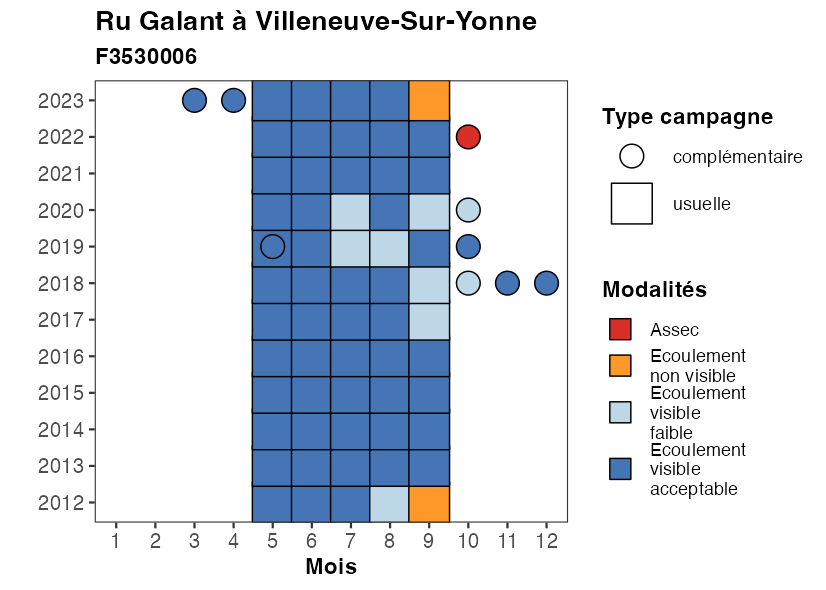 Ru Galant à Villeneuve-Sur-Yonne
F3530006
2023
2022
2021
2020
2019
2018
2017
2016
2015
2014
2013
2012
1 2 3 4 5 6 7 8 9 10 11 12
Mois
Type campagne
complémentaire
usuelle
Modalités
Assec
Ecoulement
non visible
Ecoulement
visible
faible
Ecoulement
visible
acceptable